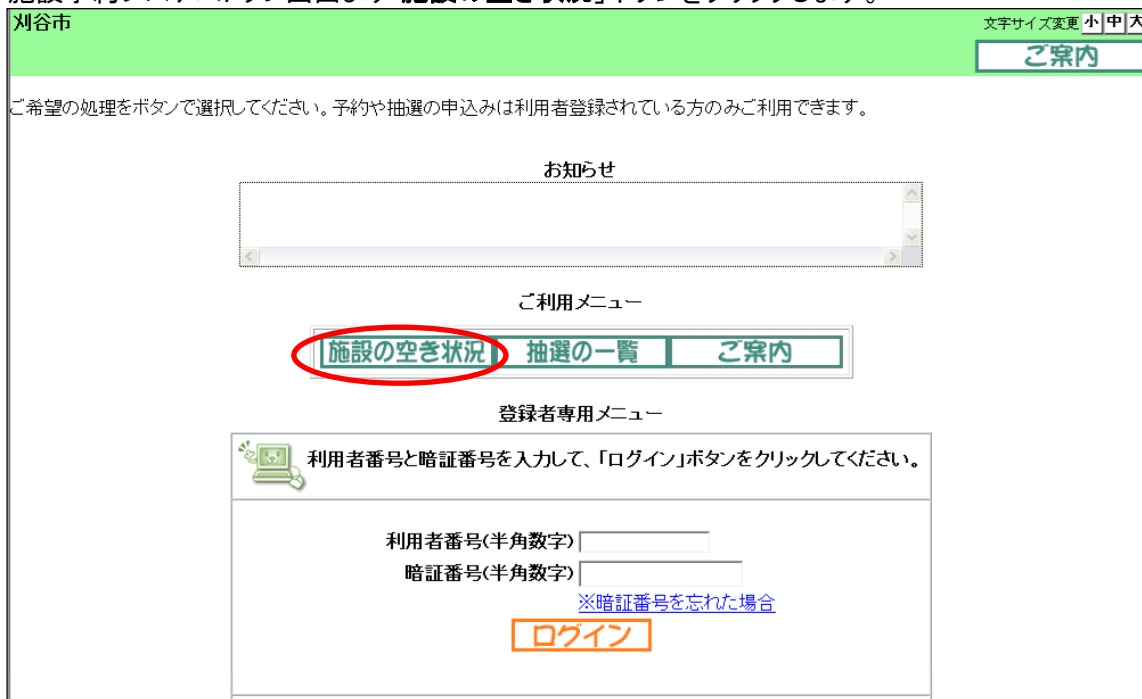 施設の空き状況
刈谷市
文字サイズ変更 小 中 大
ご案内
ご希望の処理をボタンで選択してください。予約や抽選の申込みは利用者登録されている方のみご利用できます。
お知らせ
ご利用メニュー
施設の空き状況 抽選の一覧 ご案内
登録者専用メニュー
利用者番号と暗証番号を入力して、「ログイン」ボタンをクリックしてください。
利用者番号(半角数字)
暗証番号(半角数字)
※暗証番号を忘れた場合
ログイン